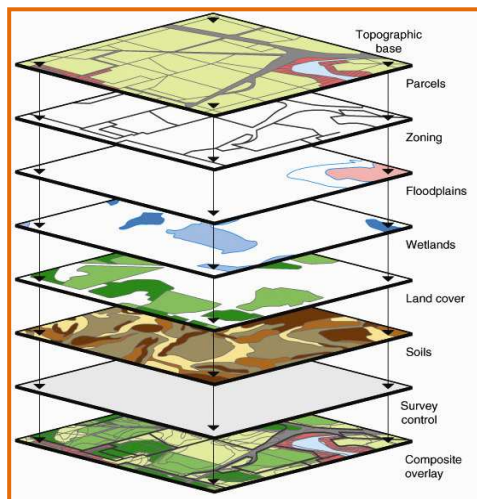 Topographic
base
Parcels
Zoning
Floodplains
Wetlands
Land cover
Soils
Survey
control
Composite
overlay